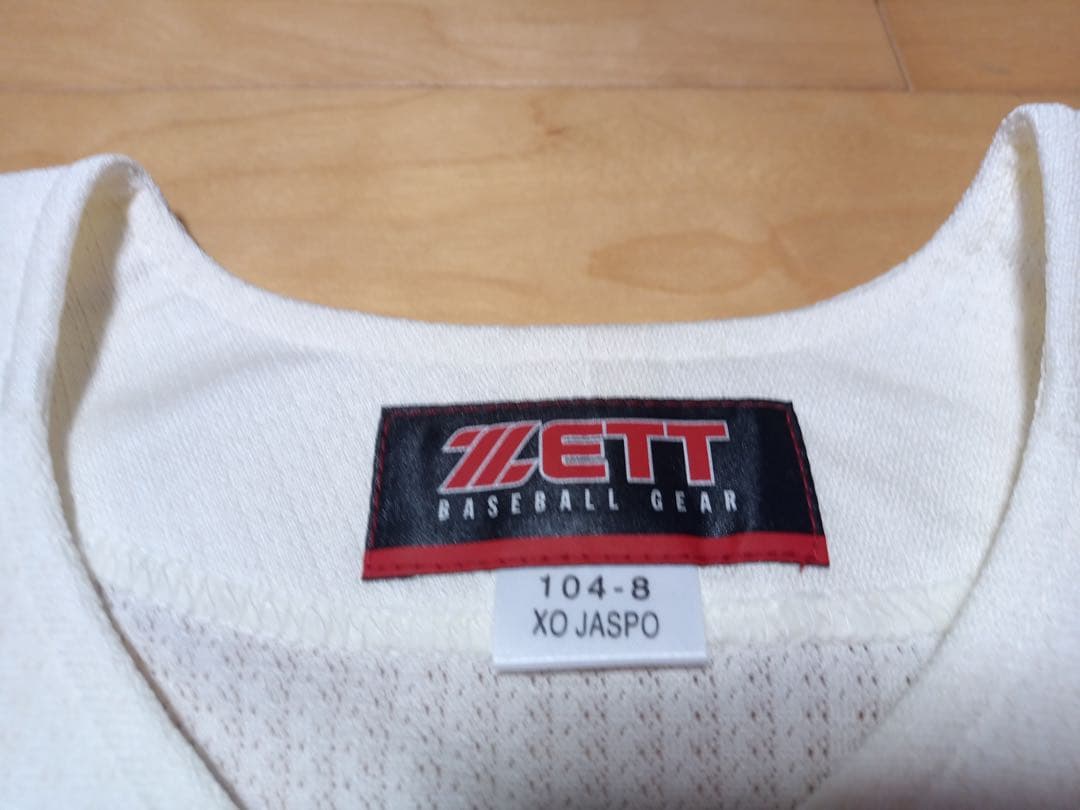 ZETT
BASEBALL GEAR
104-8
XO JASPO